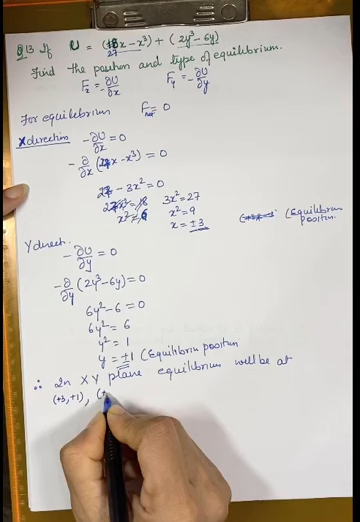 Q13 If U = (27x - x³) + (2y³ - 6y)
Find the position and type of equilibrium.
Fₓ = -∂U/∂x Fᵧ = -∂U/∂y
For equilibrium Fnet = 0
X direction -∂U/∂x = 0
-∂/∂x (27x - x³) = 0
27 - 3x² = 0
3x² = 27
x² = 9
x = ±3 (Equilibrium position
Y direct.
-∂U/∂y = 0
-∂/∂y (2y³ - 6y) = 0
6y² - 6 = 0
6y² = 6
y² = 1
y = ±1 (Equilibrium position
∴ In X Y plane equilibrium will be at
(+3, +1), (+